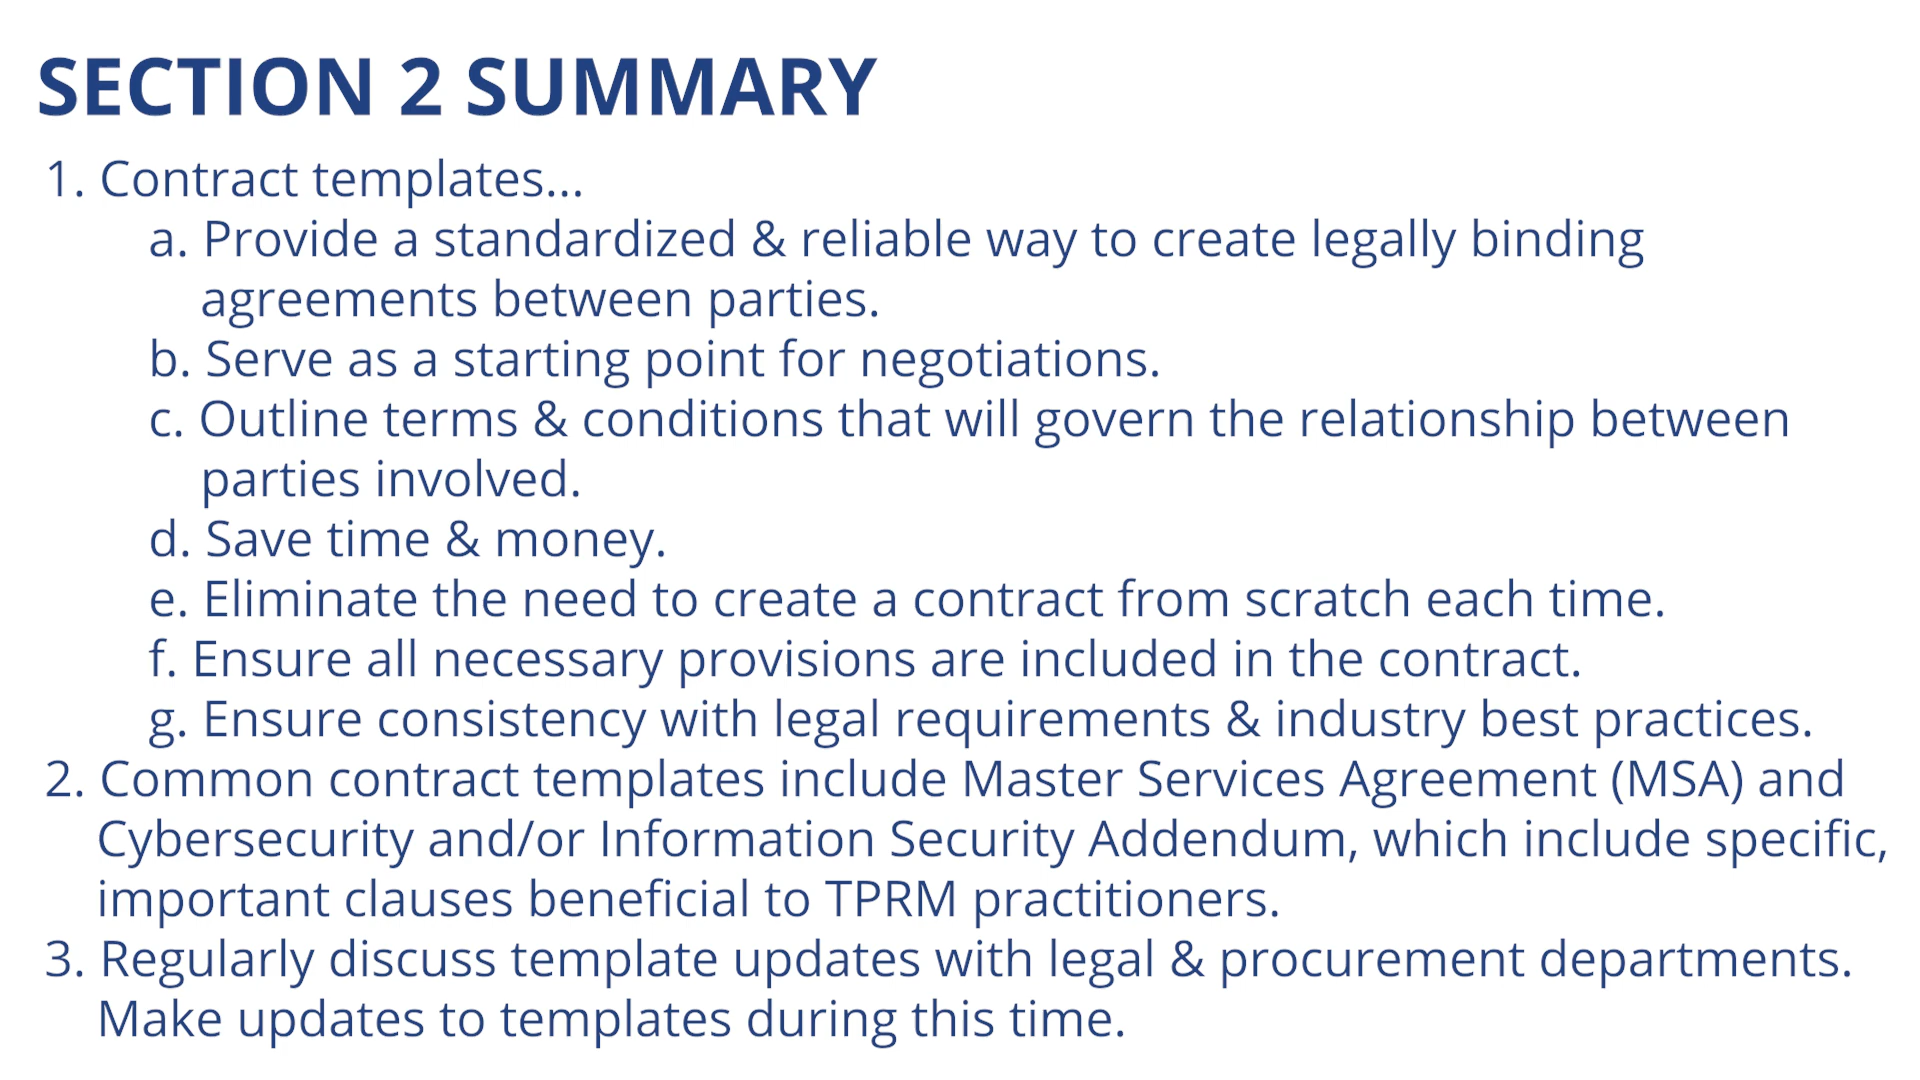 SECTION 2 SUMMARY
1. Contract templates...
a. Provide a standardized & reliable way to create legally binding
agreements between parties.
b. Serve as a starting point for negotiations.
c. Outline terms & conditions that will govern the relationship between
parties involved.
d. Save time & money.
e. Eliminate the need to create a contract from scratch each time.
f. Ensure all necessary provisions are included in the contract.
g. Ensure consistency with legal requirements & industry best practices.
2. Common contract templates include Master Services Agreement (MSA) and
Cybersecurity and/or Information Security Addendum, which include specific,
important clauses beneficial to TPRM practitioners.
3. Regularly discuss template updates with legal & procurement departments.
Make updates to templates during this time.